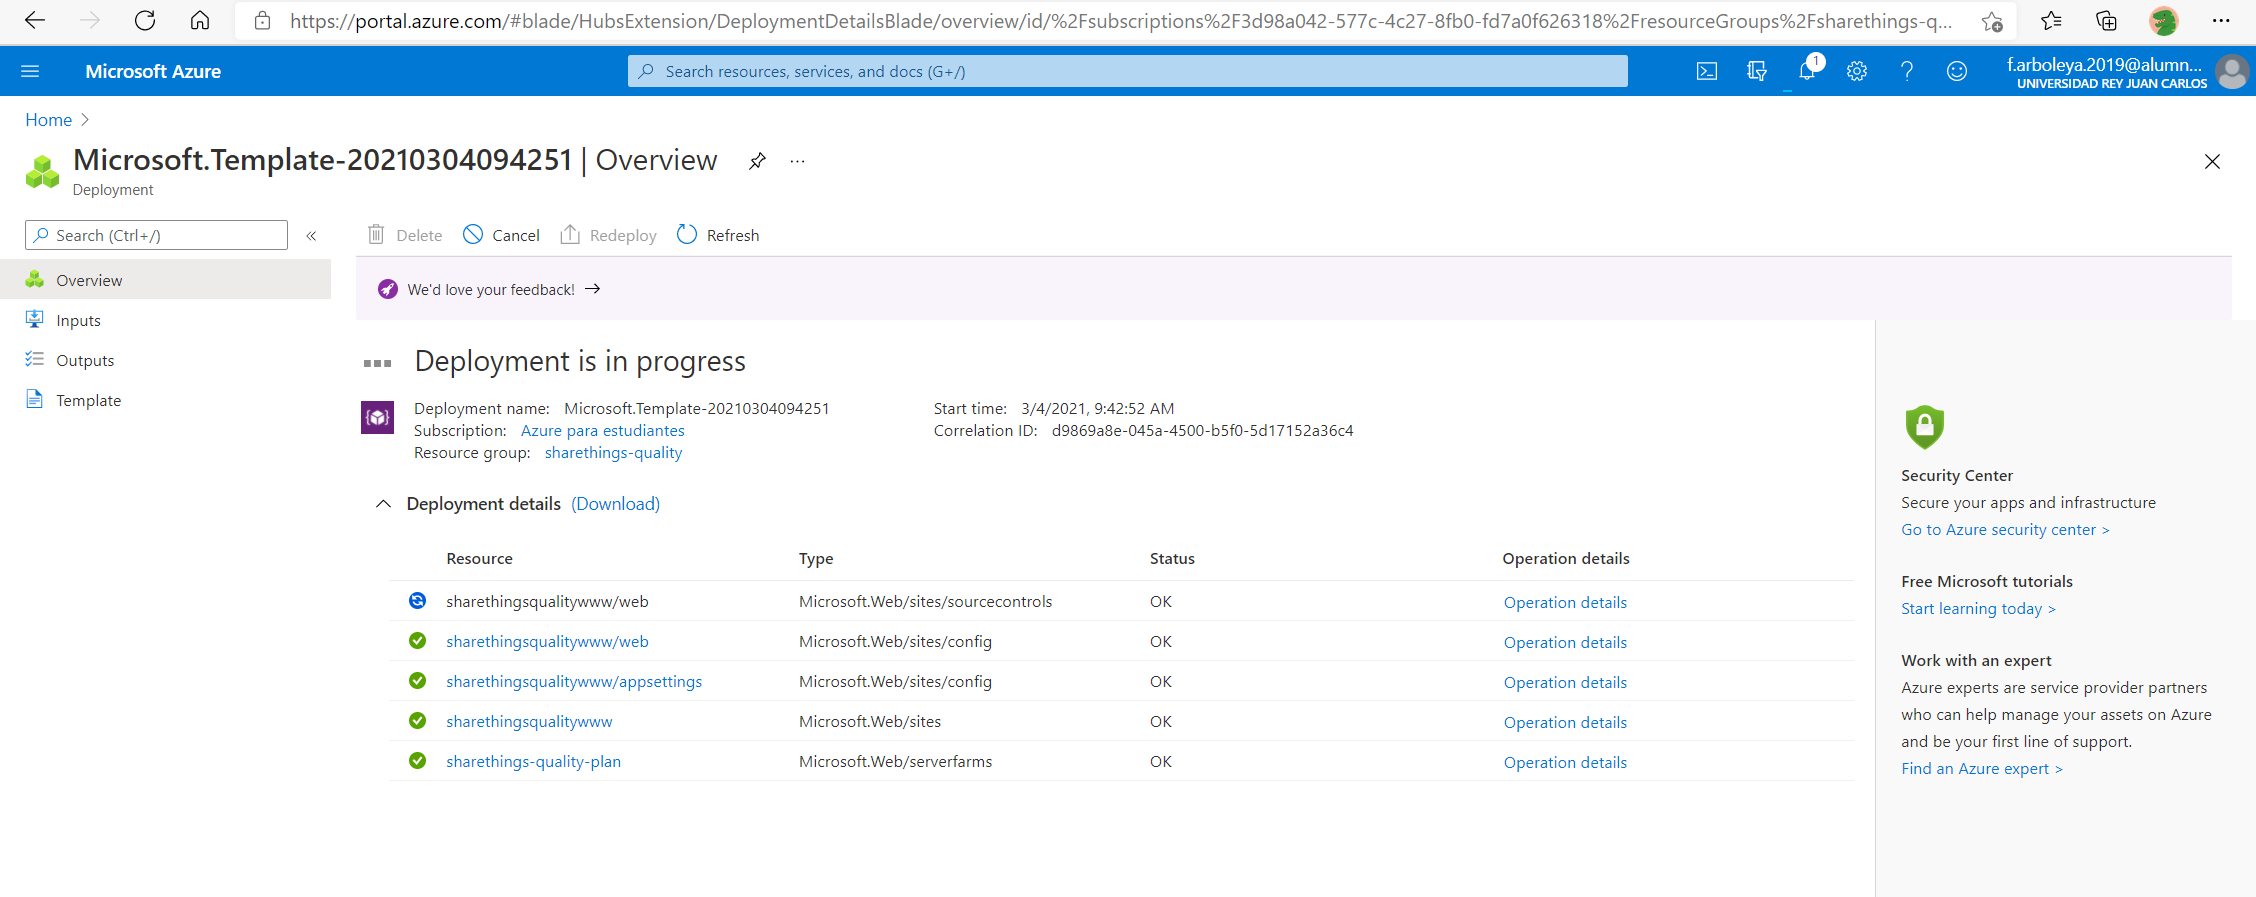 https://portal.azure.com/#blade/HubsExtension/DeploymentDetailsBlade/overview/id/%2Fsubscriptions%2F3d98a042-577c-4c27-8fb0-fd7a0f626318%2FresourceGroups%2Fsharethings-q...
Microsoft Azure
Search resources, services, and docs (G+/)
1
f.arboleya.2019@alumn...
UNIVERSIDAD REY JUAN CARLOS
Home >
Microsoft.Template-20210304094251 | Overview
...
Deployment
Search (Ctrl+/)
«
Delete
Cancel
Redeploy
Refresh
Overview
Inputs
Outputs
Template
We'd love your feedback! →
Deployment is in progress
Deployment name: Microsoft.Template-20210304094251
Subscription: Azure para estudiantes
Resource group: sharethings-quality
Start time: 3/4/2021, 9:42:52 AM
Correlation ID: d9869a8e-045a-4500-b5f0-5d17152a36c4
Deployment details (Download)
Resource Type Status Operation details
sharethingsqualitywww/web Microsoft.Web/sites/sourcecontrols OK Operation details
sharethingsqualitywww/web Microsoft.Web/sites/config OK Operation details
sharethingsqualitywww/appsettings Microsoft.Web/sites/config OK Operation details
sharethingsqualitywww Microsoft.Web/sites OK Operation details
sharethings-quality-plan Microsoft.Web/serverfarms OK Operation details
Security Center
Secure your apps and infrastructure
Go to Azure security center >
Free Microsoft tutorials
Start learning today >
Work with an expert
Azure experts are service provider partners
who can help manage your assets on Azure
and be your first line of support.
Find an Azure expert >